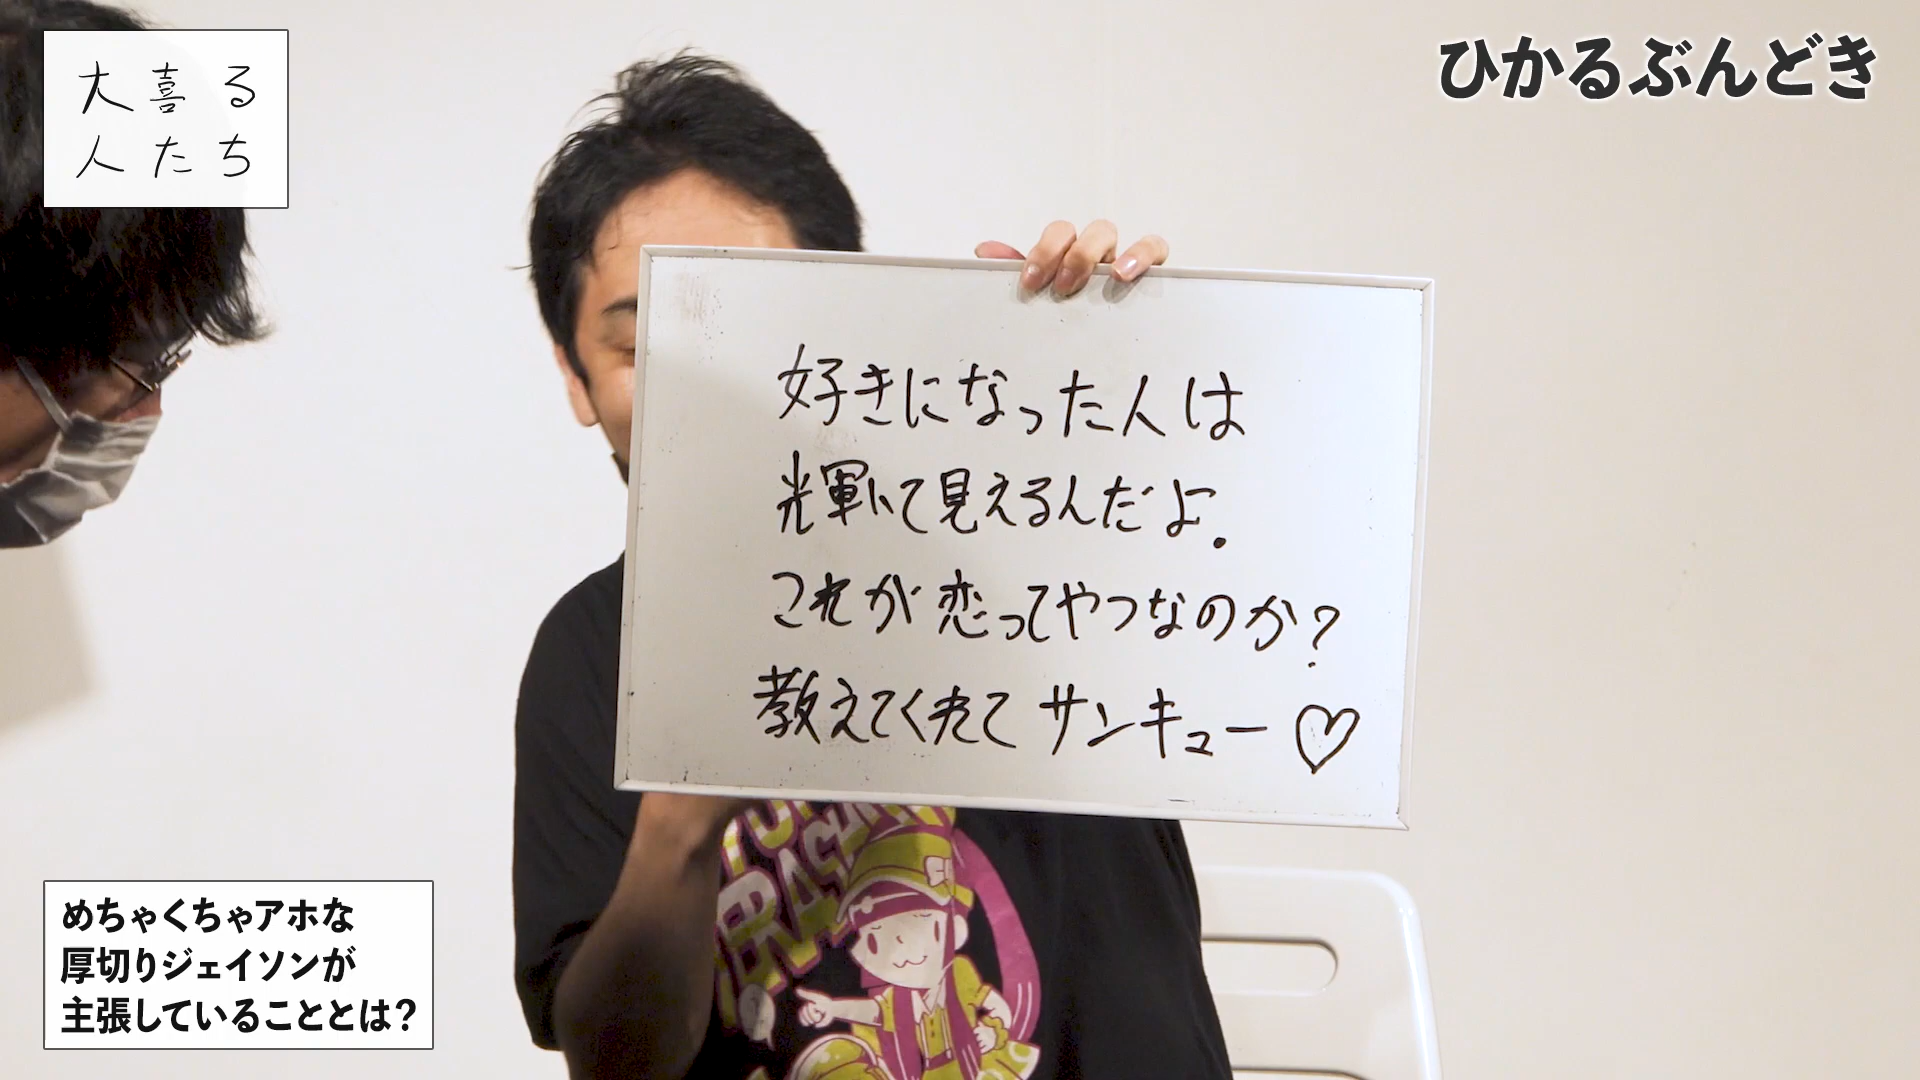 大喜る
人たち
ひかるぶんどき
好きになった人は
輝いて見えるんだよ.
これが恋ってやつなのか?
教えてくれてサンキュー♡
めちゃくちゃアホな
厚切りジェイソンが
主張していることとは?